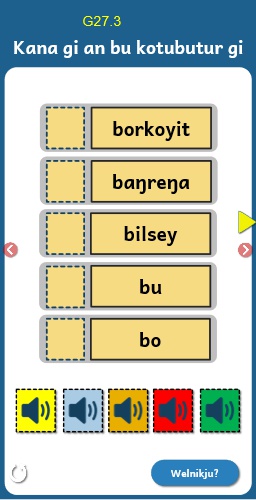 G27.3
Kana gi an bu kotubutur gi
borkoyit
baŋreŋa
bilsey
bu
bo
Welnikju?